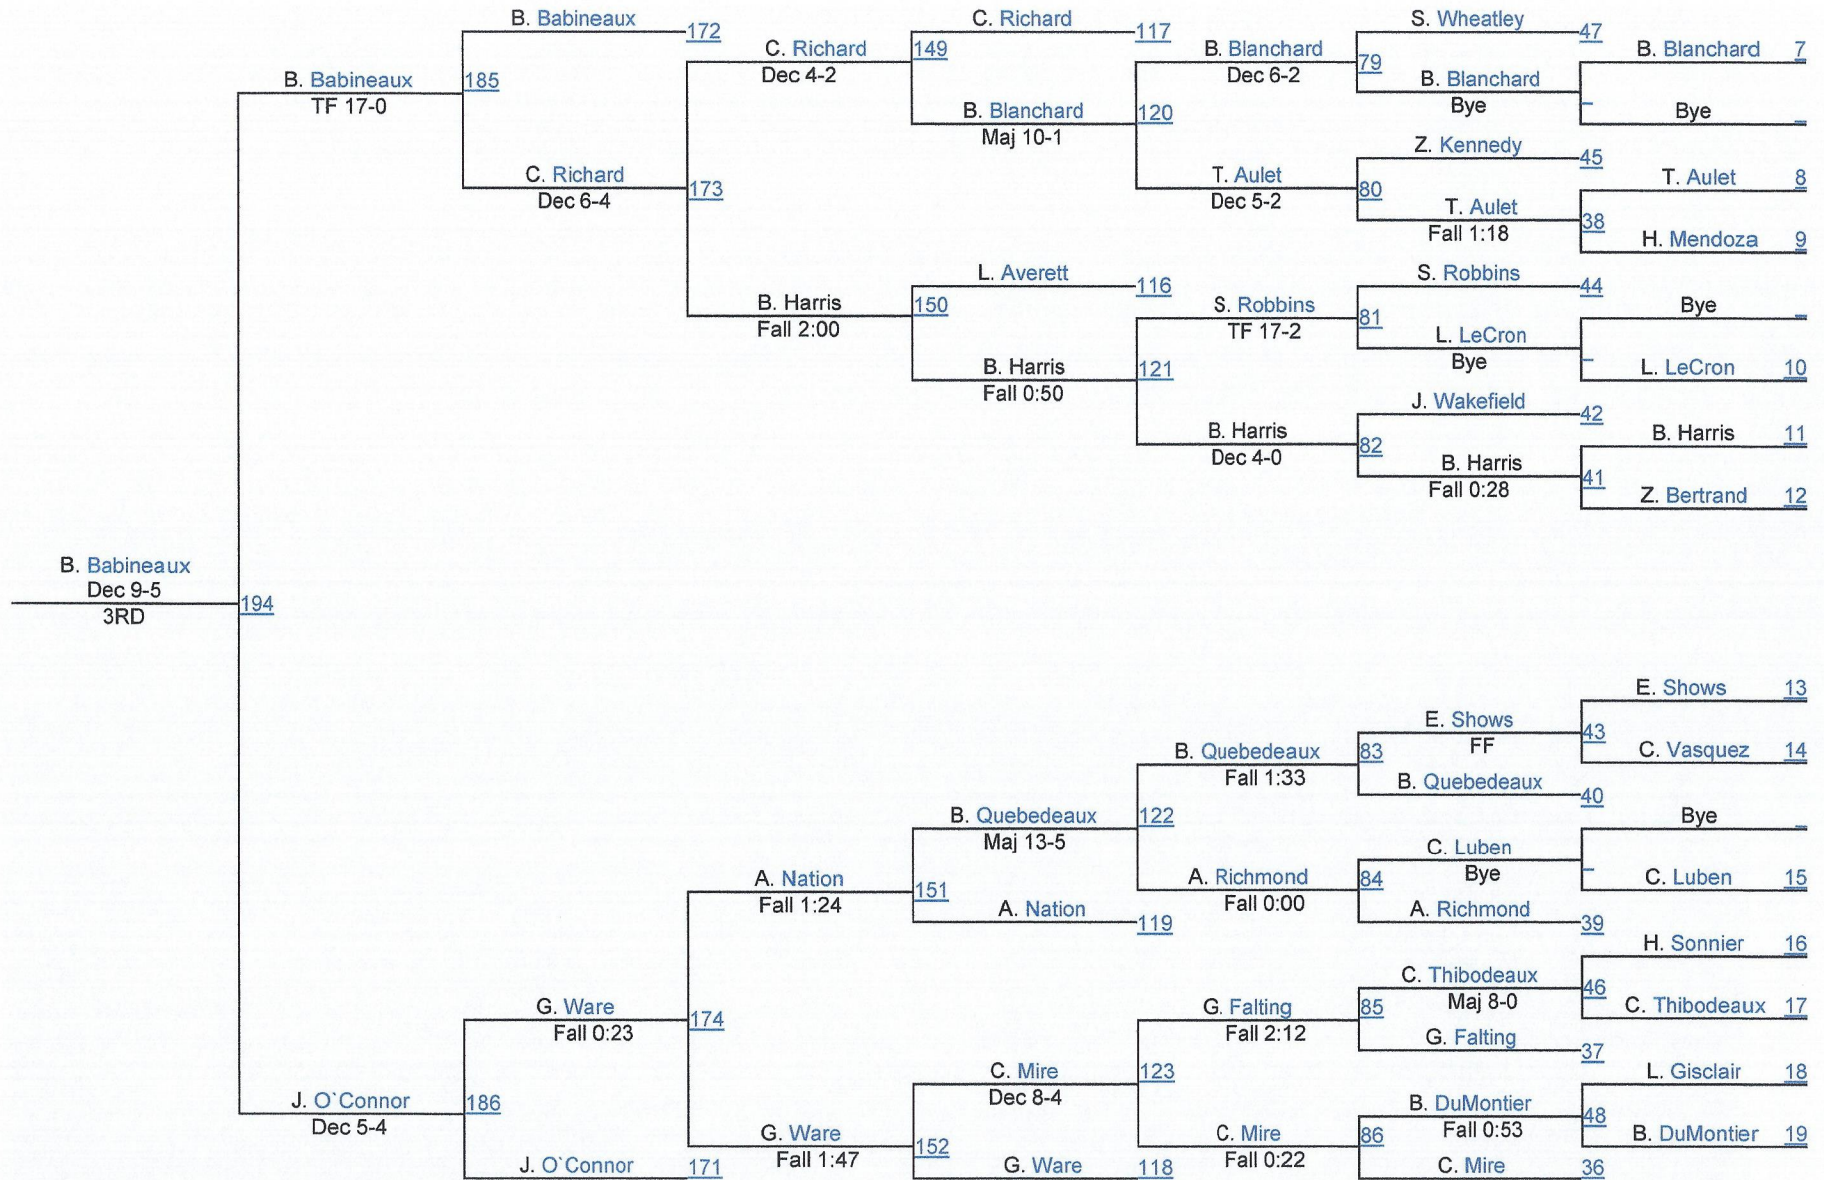 B. Babineaux
172
C. Richard
117
S. Wheatley
47
B. Blanchard 7
C. Richard
Dec 4-2
149
B. Blanchard
Dec 6-2
79
B. Blanchard
Bye
-
Bye
-
B. Babineaux
TF 17-0
185
B. Blanchard
Maj 10-1
120
Z. Kennedy
45
C. Richard
Dec 6-4
173
T. Aulet
Dec 5-2
80
T. Aulet 8
T. Aulet
Fall 1:18
38
H. Mendoza 9
L. Averett
116
S. Robbins
44
B. Harris
Fall 2:00
150
S. Robbins
TF 17-2
81
Bye
-
L. LeCron
Bye
-
L. LeCron 10
B. Harris
Fall 0:50
121
J. Wakefield
42
B. Harris
Dec 4-0
82
B. Harris 11
B. Harris
Fall 0:28
41
Z. Bertrand 12
B. Babineaux
Dec 9-5
3RD
194
E. Shows 13
E. Shows
FF
43
B. Quebedeaux
Fall 1:33
83
C. Vasquez 14
B. Quebedeaux
40
B. Quebedeaux
Maj 13-5
122
Bye
-
C. Luben
Bye
-
A. Nation
Fall 1:24
151
A. Richmond
Fall 0:00
84
C. Luben 15
A. Nation
119
A. Richmond
39
H. Sonnier 16
C. Thibodeaux
Maj 8-0
46
G. Ware
Fall 0:23
174
G. Falting
Fall 2:12
85
C. Thibodeaux 17
G. Falting
37
C. Mire
Dec 8-4
123
L. Gisclair 18
J. O`Connor
Dec 5-4
186
B. DuMontier
Fall 0:53
48
G. Ware
Fall 1:47
152
C. Mire
Fall 0:22
86
B. DuMontier 19
J. O`Connor
171
G. Ware
118
C. Mire
36